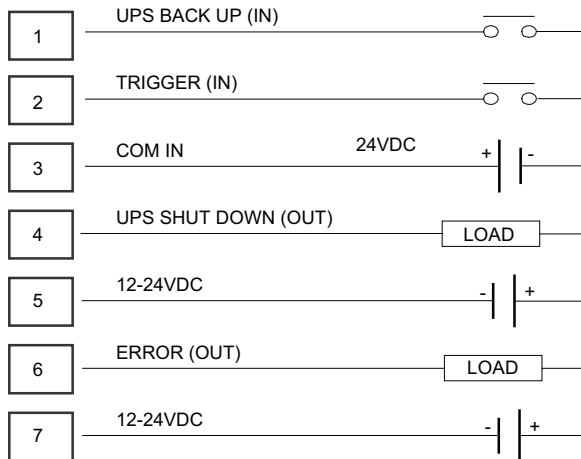 1 UPS BACK UP (IN)
2 TRIGGER (IN)
3 COM IN 24VDC + -
4 UPS SHUT DOWN (OUT) LOAD
5 12-24VDC - +
6 ERROR (OUT) LOAD
7 12-24VDC - +